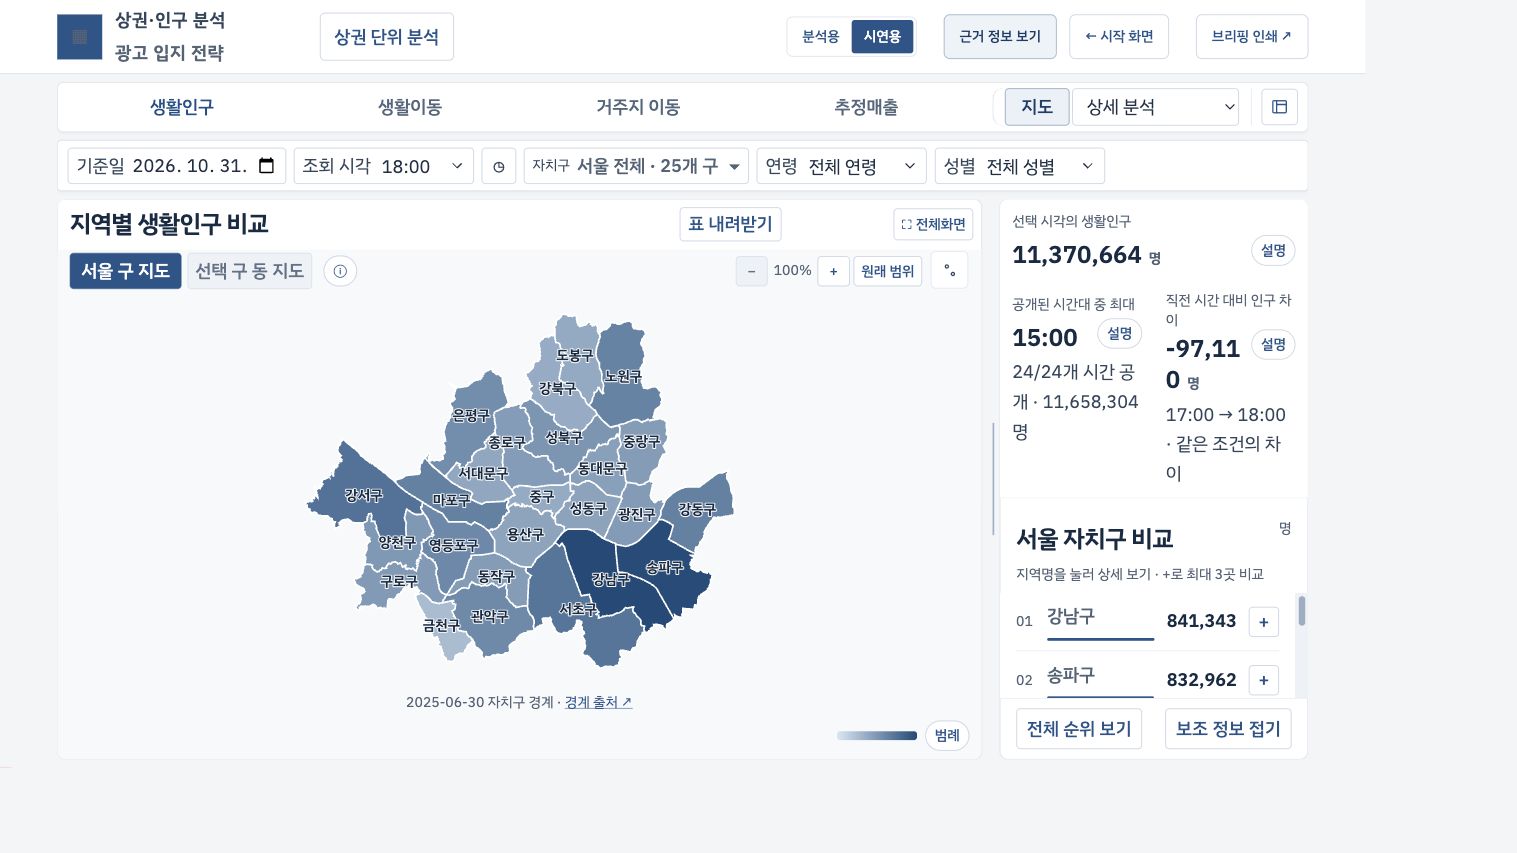 상권·인구 분석
광고 입지 전략
상권 단위 분석
분석용
시연용
근거 정보 보기
← 시작 화면
브리핑 인쇄 ↗
생활인구
생활이동
거주지 이동
추정매출
지도
상세 분석
기준일 2026. 10. 31.
조회 시각 18:00
자치구 서울 전체 · 25개 구
연령 전체 연령
성별 전체 성별
지역별 생활인구 비교
표 내려받기
전체화면
서울 구 지도
선택 구 동 지도
− 100% +
원래 범위
도봉구
노원구
강북구
은평구
종로구
성북구
중랑구
서대문구
동대문구
강서구
마포구
중구
성동구
광진구
강동구
양천구
영등포구
용산구
구로구
동작구
강남구
송파구
금천구
관악구
서초구
2025-06-30 자치구 경계 · 경계 출처 ↗
범례
선택 시각의 생활인구
11,370,664 명
설명
공개된 시간대 중 최대
15:00
설명
24/24개 시간 공
개 · 11,658,304
명
직전 시간 대비 인구 차
이
-97,11
0 명
설명
17:00 → 18:00
· 같은 조건의 차
이
서울 자치구 비교
명
지역명을 눌러 상세 보기 · +로 최대 3곳 비교
01 강남구 841,343 +
02 송파구 832,962 +
전체 순위 보기
보조 정보 접기